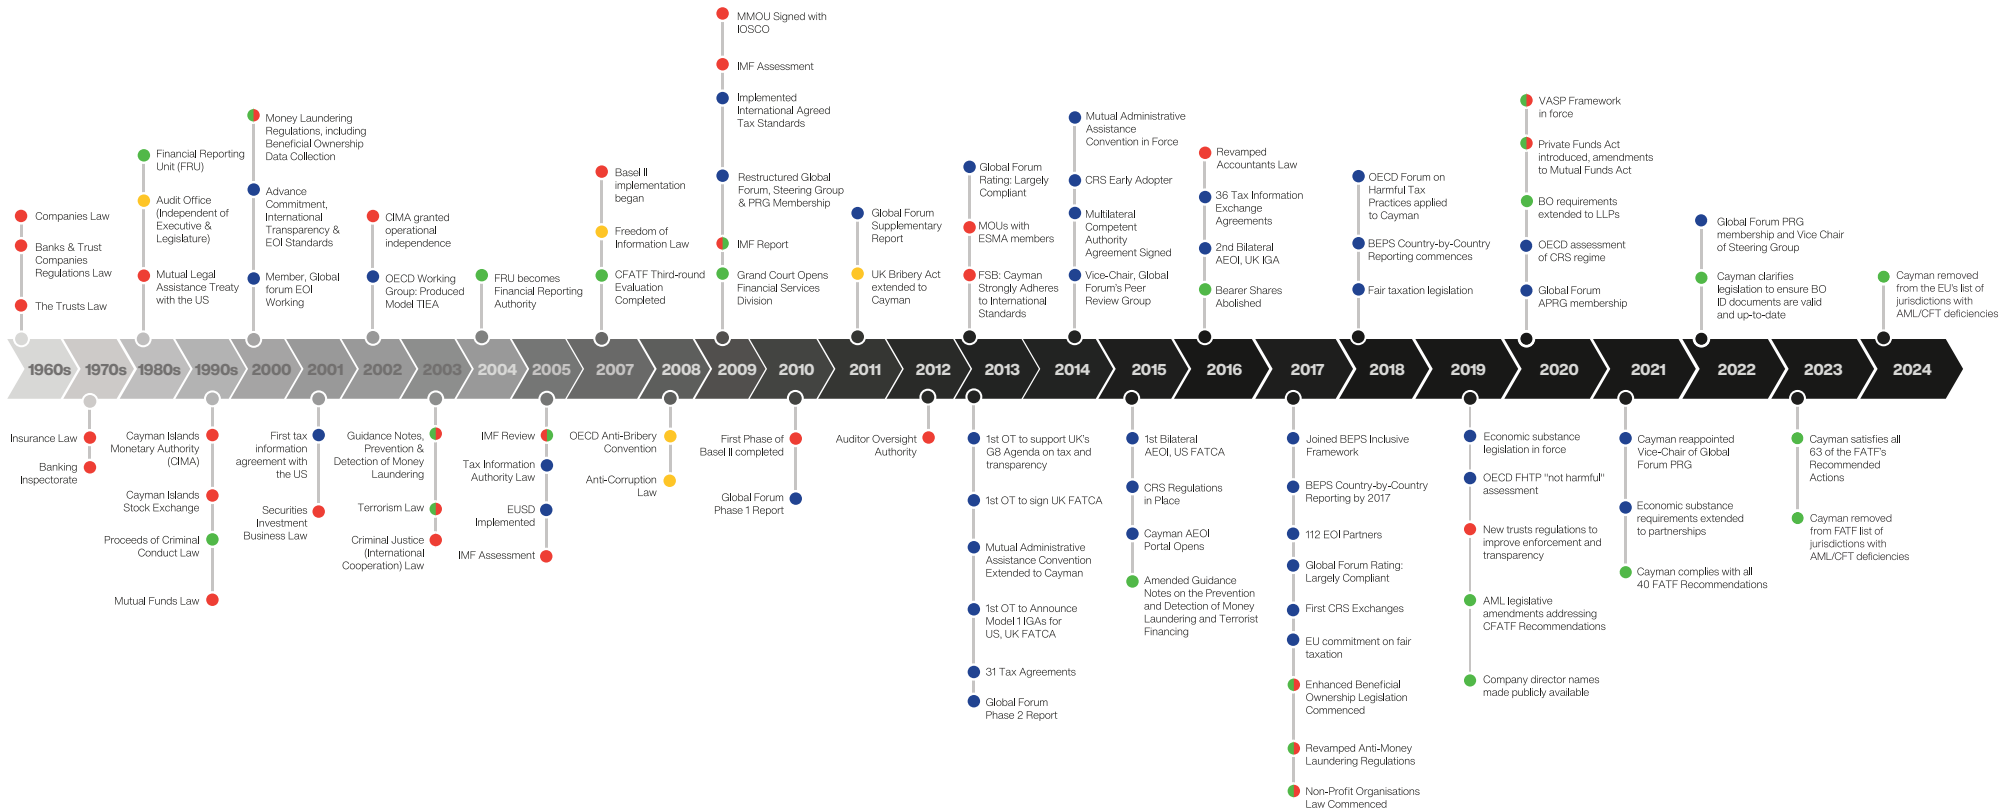 MMOU Signed with
IOSCO
IMF Assessment
Implemented
International Agreed
Tax Standards
Restructured Global
Forum, Steering Group
& PRG Membership
IMF Report
Grand Court Opens
Financial Services
Division
Companies Law
Banks & Trust
Companies
Regulations Law
The Trusts Law
Financial Reporting
Unit (FRU)
Audit Office
(Independent of
Executive &
Legislature)
Mutual Legal
Assistance Treaty
with the US
Money Laundering
Regulations, including
Beneficial Ownership
Data Collection
Advance
Commitment,
International
Transparency &
EOI Standards
Member, Global
forum EOI
Working
CIMA granted
operational
independence
OECD Working
Group: Produced
Model TIEA
FRU becomes
Financial Reporting
Authority
Basel II
implementation
began
Freedom of
Information Law
CFATF Third-round
Evaluation
Completed
Global Forum
Supplementary
Report
UK Bribery Act
extended to
Cayman
Global Forum
Rating: Largely
Compliant
MOUs with
ESMA members
FSB: Cayman
Strongly Adheres
to International
Standards
Mutual Administrative
Assistance
Convention in Force
CRS Early Adopter
Multilateral
Competent
Authority
Agreement Signed
Vice-Chair, Global
Forum's Peer
Review Group
Revamped
Accountants Law
36 Tax Information
Exchange
Agreements
2nd Bilateral
AEOI, UK IGA
Bearer Shares
Abolished
OECD Forum on
Harmful Tax
Practices applied
to Cayman
BEPS Country-by-Country
Reporting commences
Fair taxation legislation
VASP Framework
in force
Private Funds Act
introduced, amendments
to Mutual Funds Act
BO requirements
extended to LLPs
OECD assessment
of CRS regime
Global Forum
APRG membership
Global Forum PRG
membership and Vice Chair
of Steering Group
Cayman clarifies
legislation to ensure BO
ID documents are valid
and up-to-date
Cayman removed
from the EU's list of
jurisdictions with
AML/CFT deficiencies
1960s 1970s 1980s 1990s 2000 2001 2002 2003 2004 2005 2007 2008 2009 2010 2011 2012 2013 2014 2015 2016 2017 2018 2019 2020 2021 2022 2023 2024
Insurance Law
Banking
Inspectorate
Cayman Islands
Monetary Authority
(CIMA)
Cayman Islands
Stock Exchange
Proceeds of Criminal
Conduct Law
Mutual Funds Law
First tax
information
agreement with
the US
Securities
Investment
Business Law
Guidance Notes,
Prevention &
Detection of Money
Laundering
Terrorism Law
Criminal Justice
(International
Cooperation) Law
IMF Review
Tax Information
Authority Law
EUSD
Implemented
IMF Assessment
OECD Anti-Bribery
Convention
Anti-Corruption
Law
First Phase of
Basel II completed
Global Forum
Phase 1 Report
Auditor Oversight
Authority
1st OT to support UK's
G8 Agenda on tax and
transparency
1st OT to sign UK FATCA
Mutual Administrative
Assistance Convention
Extended to Cayman
1st OT to Announce
Model 1 IGAs for
US, UK FATCA
31 Tax Agreements
Global Forum
Phase 2 Report
1st Bilateral
AEOI, US FATCA
CRS Regulations
in Place
Cayman AEOI
Portal Opens
Amended Guidance
Notes on the Prevention
and Detection of Money
Laundering and Terrorist
Financing
Joined BEPS Inclusive
Framework
BEPS Country-by-Country
Reporting by 2017
112 EOI Partners
Global Forum Rating:
Largely Compliant
First CRS Exchanges
EU commitment on fair
taxation
Enhanced Beneficial
Ownership Legislation
Commenced
Revamped Anti-Money
Laundering Regulations
Non-Profit Organisations
Law Commenced
Economic substance
legislation in force
OECD FHTP "not harmful"
assessment
New trusts regulations to
improve enforcement and
transparency
AML legislative
amendments addressing
CFATF Recommendations
Company director names
made publicly available
Cayman reappointed
Vice-Chair of Global
Forum PRG
Economic substance
requirements extended
to partnerships
Cayman complies with all
40 FATF Recommendations
Cayman satisfies all
63 of the FATF's
Recommended
Actions
Cayman removed
from FATF list of
jurisdictions with
AML/CFT deficiencies